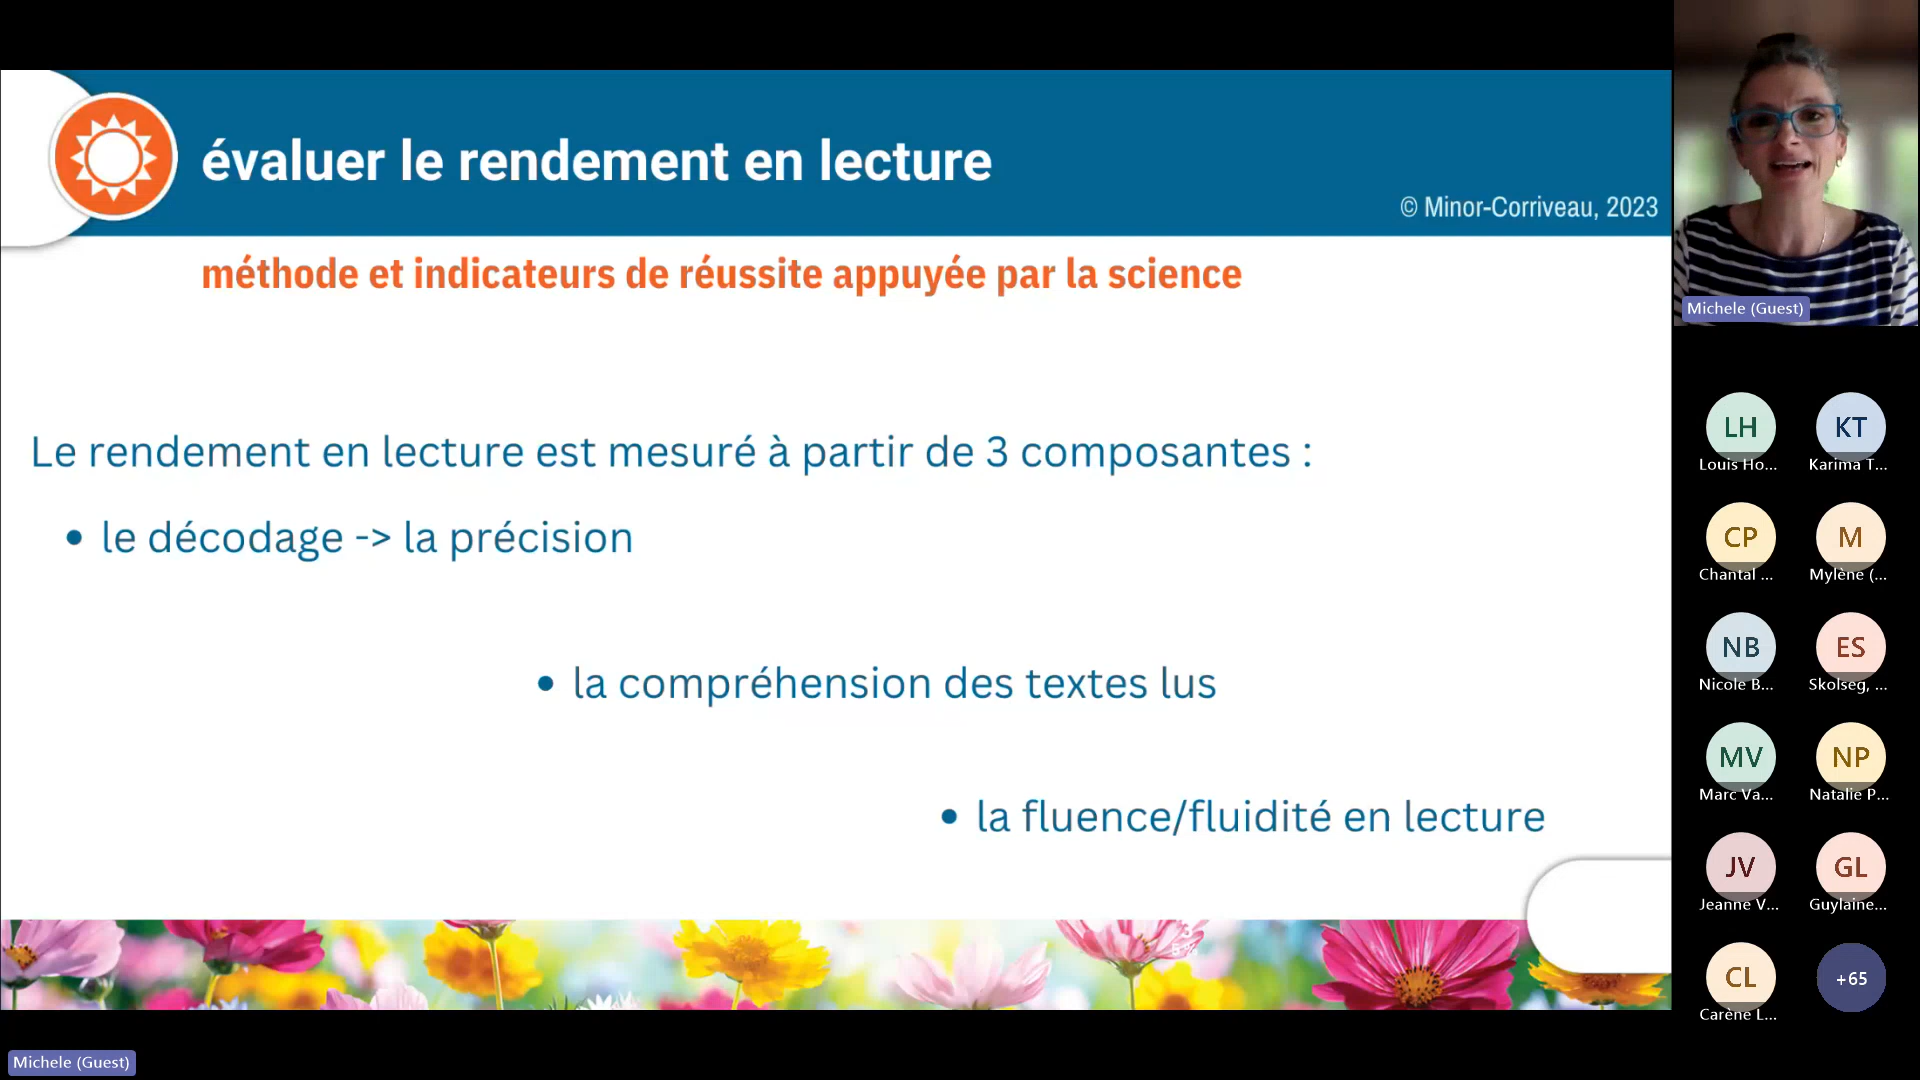 évaluer le rendement en lecture
© Minor-Corriveau, 2023
méthode et indicateurs de réussite appuyée par la science
Le rendement en lecture est mesuré à partir de 3 composantes :
• le décodage -> la précision
• la compréhension des textes lus
• la fluence/fluidité en lecture
Michele (Guest)
LH
Louis Ho...
KT
Karima T...
CP
Chantal ...
M
Mylène (...
NB
Nicole B...
ES
Skolseg, ...
MV
Marc Va...
NP
Natalie P...
JV
Jeanne V...
GL
Guylaine...
CL
Carène L...
+65
Michele (Guest)